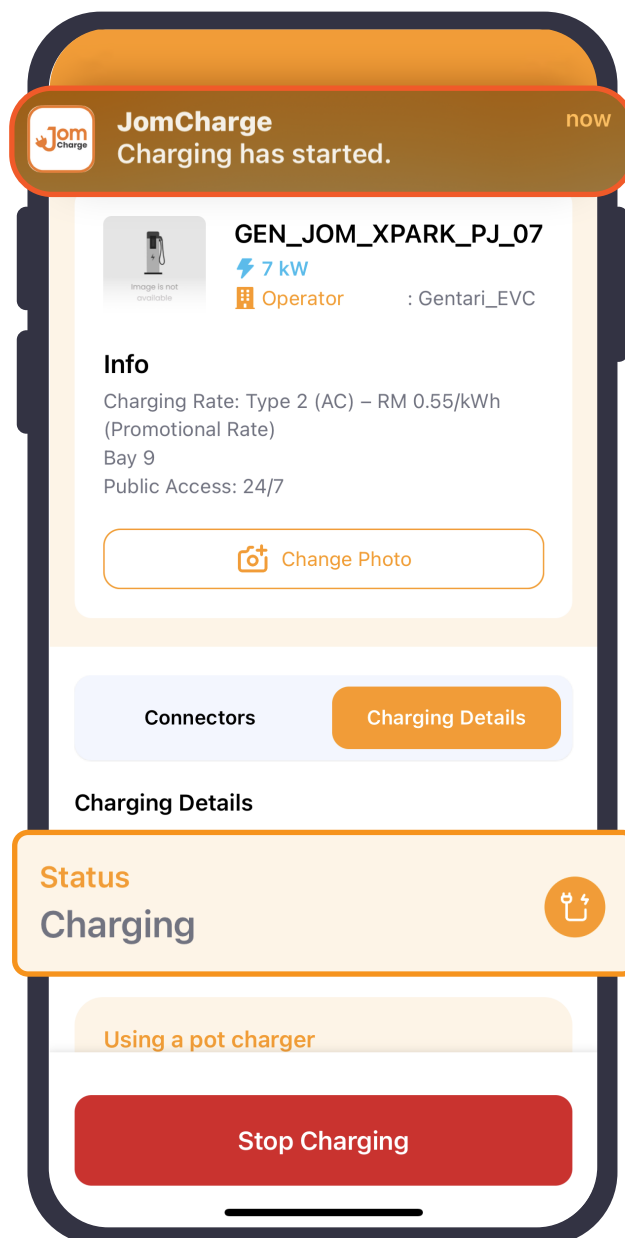 Jom
Charge
JomCharge
now
Charging has started.
Image is not
available
GEN_JOM_XPARK_PJ_07
7 kW
Operator : Gentari_EVC
Info
Charging Rate: Type 2 (AC) – RM 0.55/kWh
(Promotional Rate)
Bay 9
Public Access: 24/7
Change Photo
Connectors
Charging Details
Charging Details
Status
Charging
Using a pot charger
Stop Charging